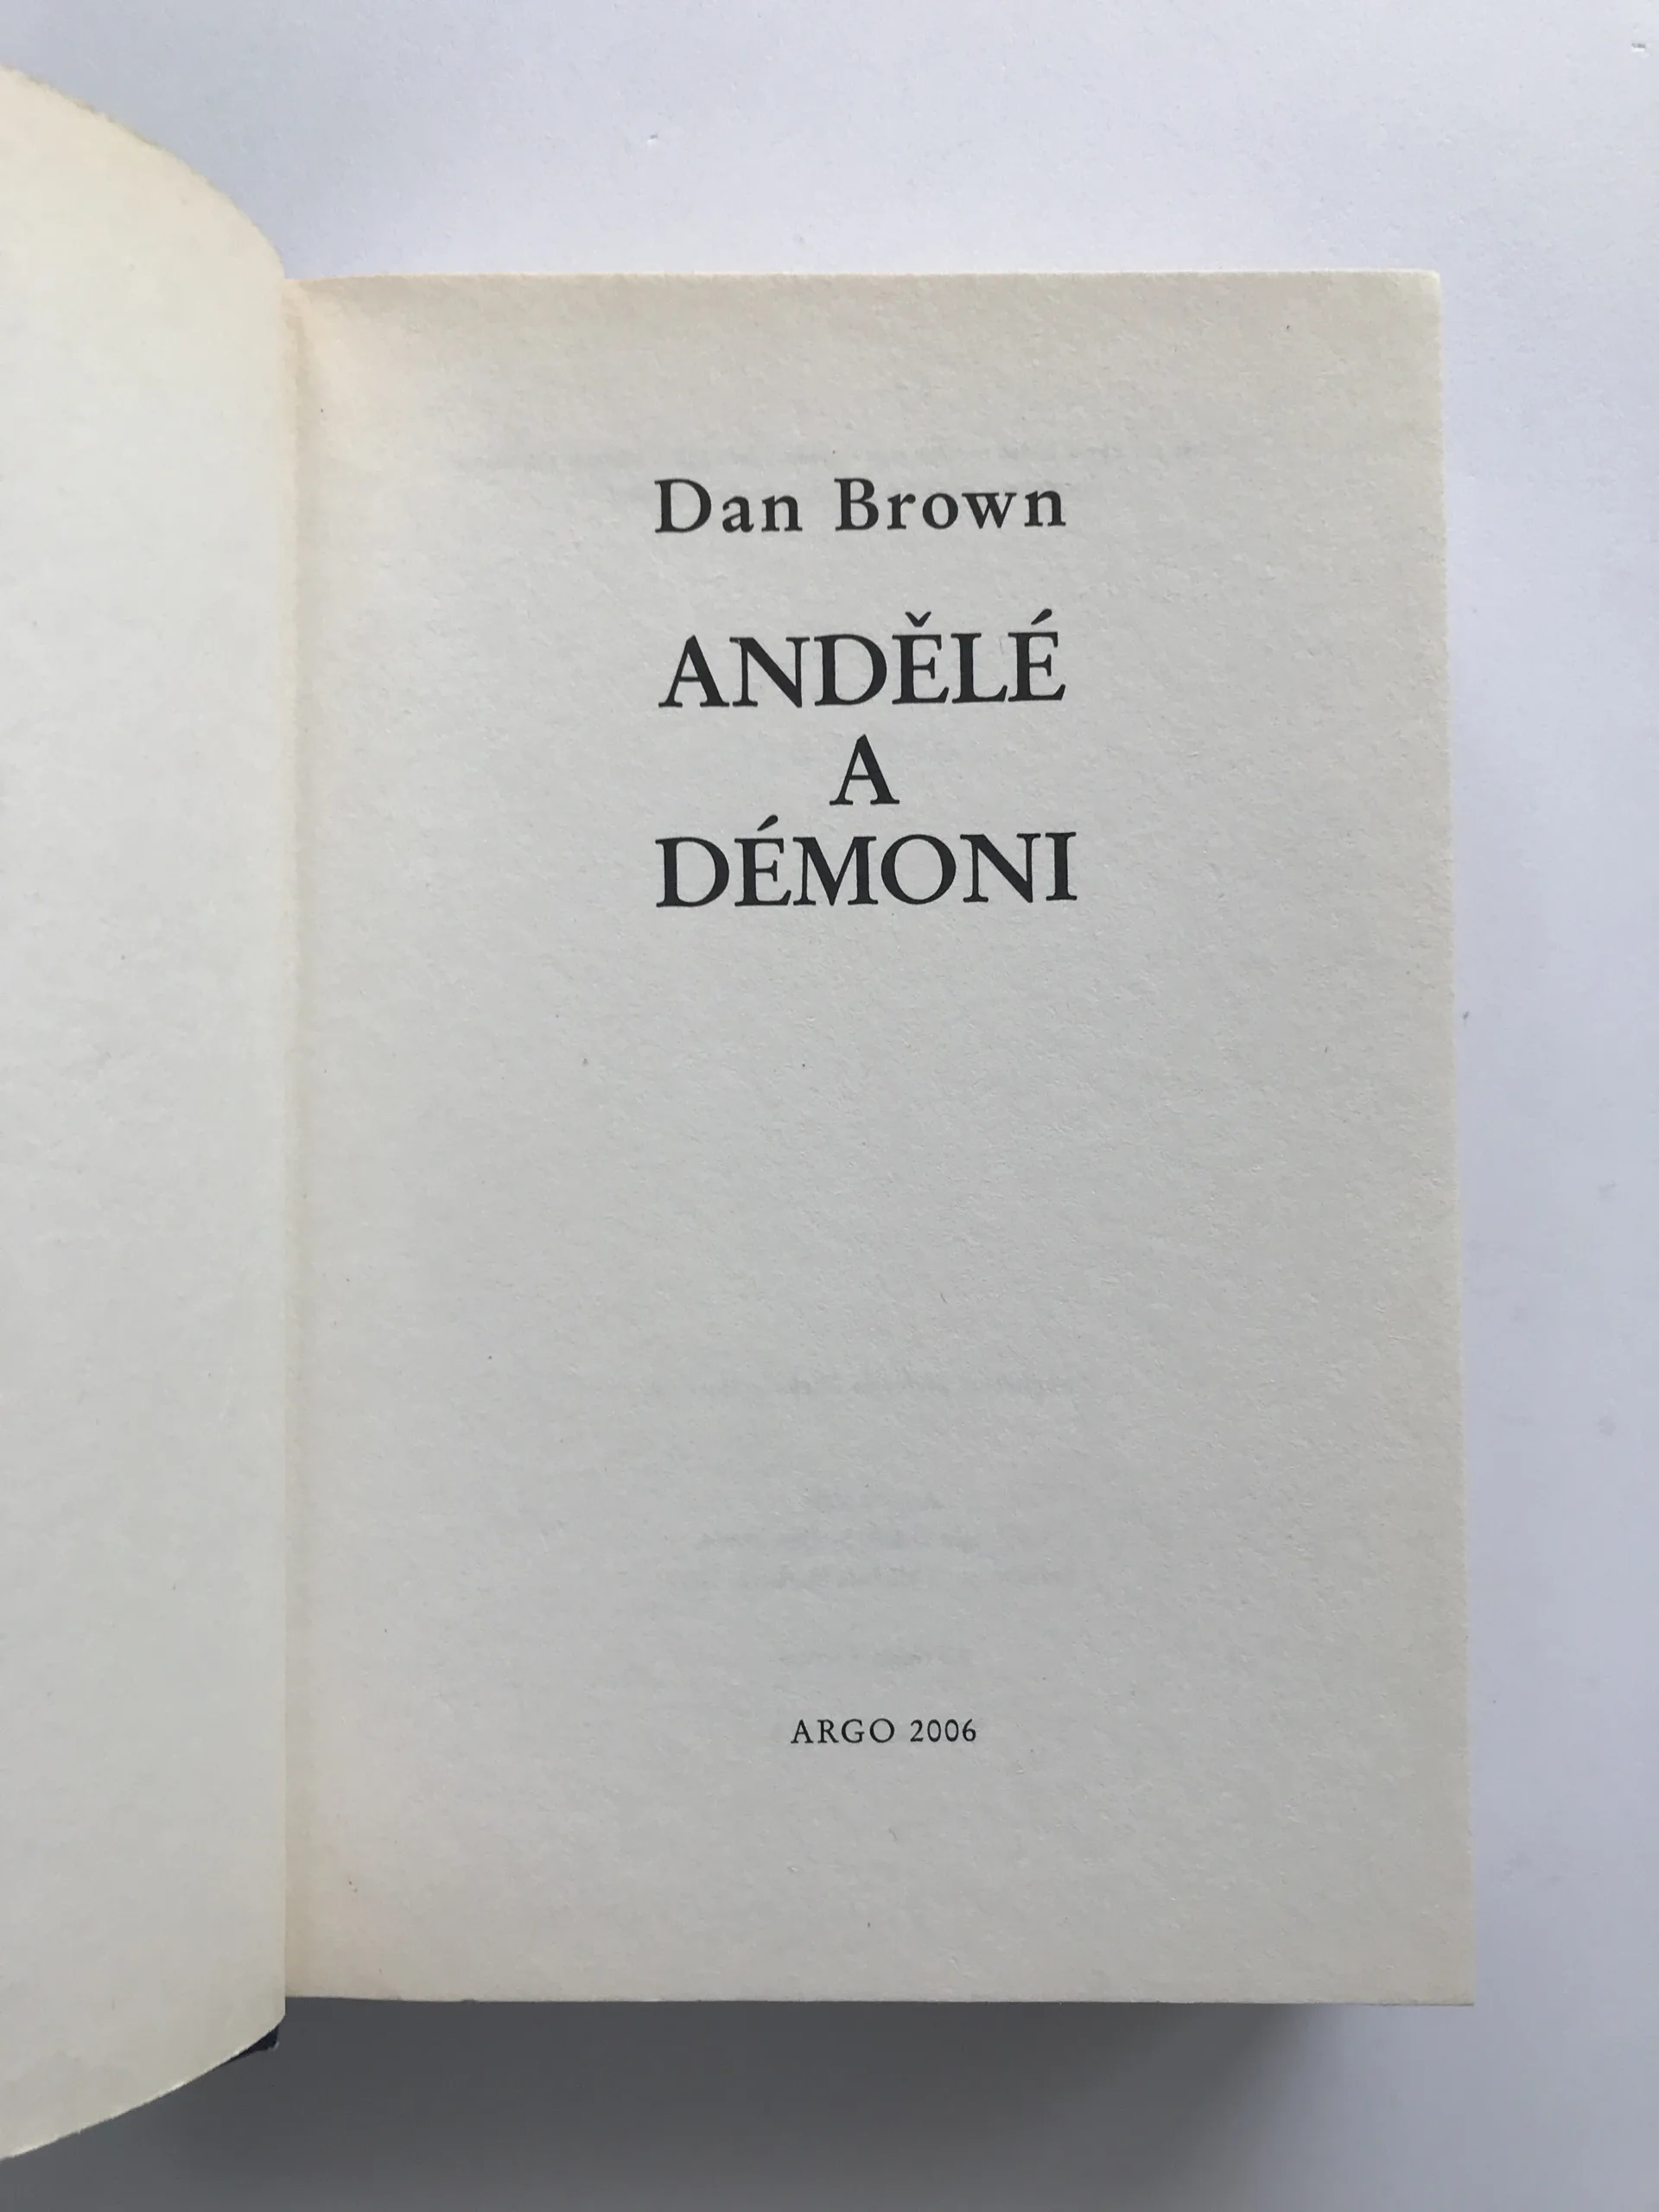 Dan Brown
ANDĚLÉ
A
DÉMONI
ARGO 2006